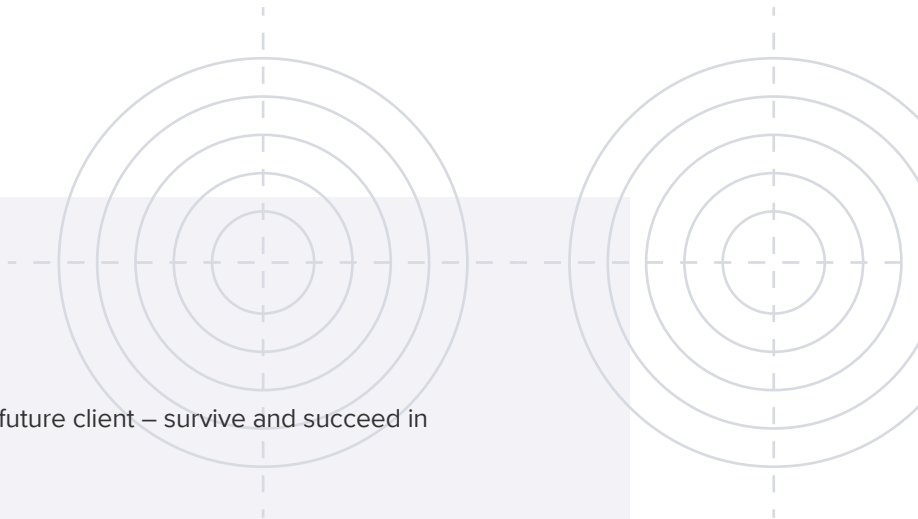 future client – survive and succeed in